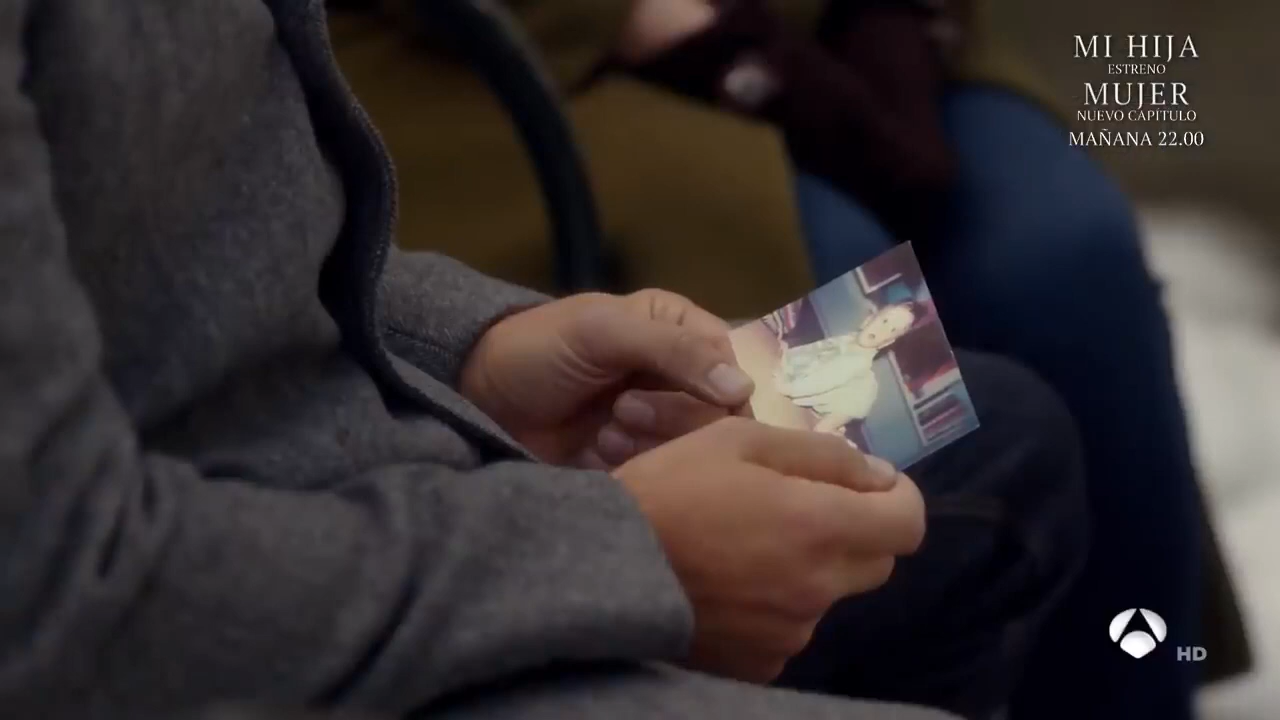 MI HIJA
ESTRENO
MUJER
NUEVO CAPÍTULO
MAÑANA 22.00
HD